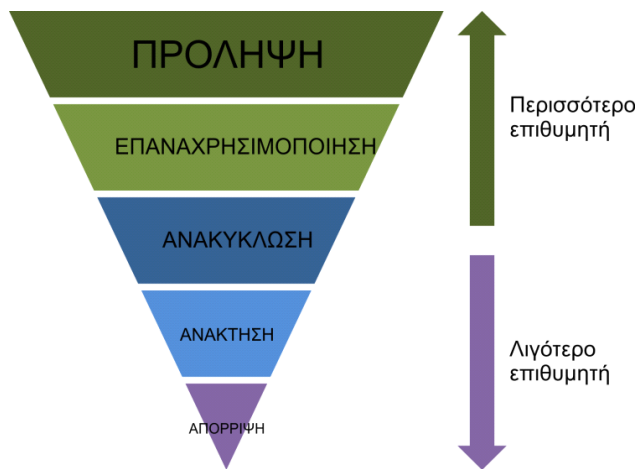 ΠΡΟΛΗΨΗ
ΕΠΑΝΑΧΡΗΣΙΜΟΠΟΙΗΣΗ
ΑΝΑΚΥΚΛΩΣΗ
ΑΝΑΚΤΗΣΗ
ΑΠΟΡΡΙΨΗ
Περισσότερο
επιθυμητή
Λιγότερο
επιθυμητή